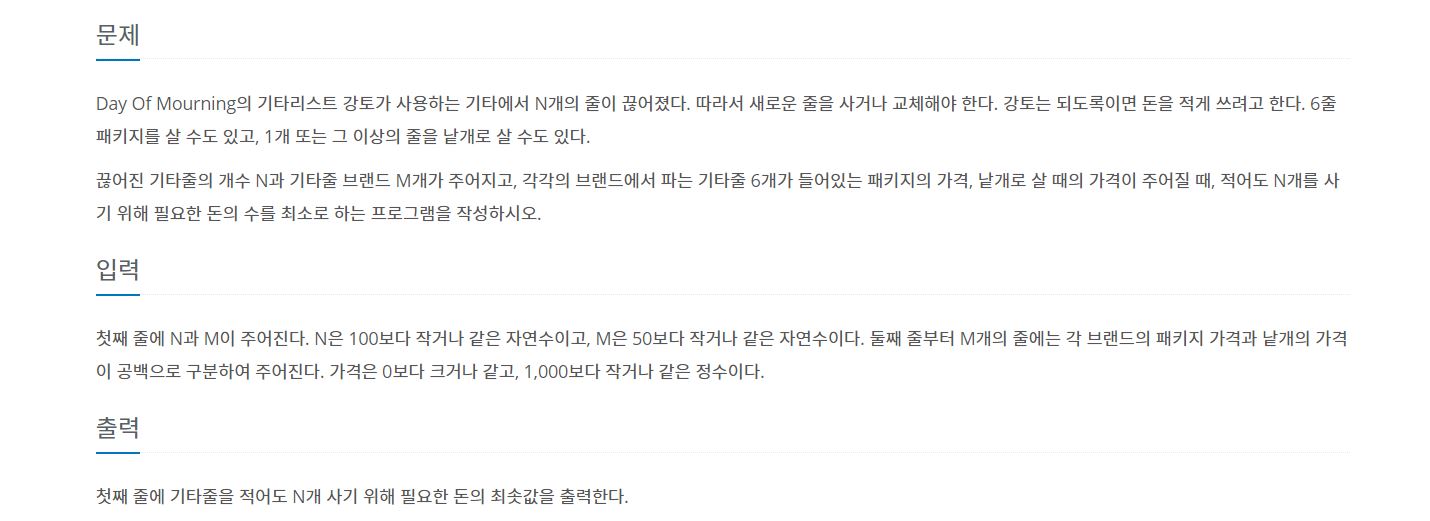 문제
Day Of Mourning의 기타리스트 강토가 사용하는 기타에서 N개의 줄이 끊어졌다. 따라서 새로운 줄을 사거나 교체해야 한다. 강토는 되도록이면 돈을 적게 쓰려고 한다. 6줄
패키지를 살 수도 있고, 1개 또는 그 이상의 줄을 낱개로 살 수도 있다.
끊어진 기타줄의 개수 N과 기타줄 브랜드 M개가 주어지고, 각각의 브랜드에서 파는 기타줄 6개가 들어있는 패키지의 가격, 낱개로 살 때의 가격이 주어질 때, 적어도 N개를 사
기 위해 필요한 돈의 수를 최소로 하는 프로그램을 작성하시오.
입력
첫째 줄에 N과 M이 주어진다. N은 100보다 작거나 같은 자연수이고, M은 50보다 작거나 같은 자연수이다. 둘째 줄부터 M개의 줄에는 각 브랜드의 패키지 가격과 낱개의 가격
이 공백으로 구분하여 주어진다. 가격은 0보다 크거나 같고, 1,000보다 작거나 같은 정수이다.
출력
첫째 줄에 기타줄을 적어도 N개 사기 위해 필요한 돈의 최솟값을 출력한다.